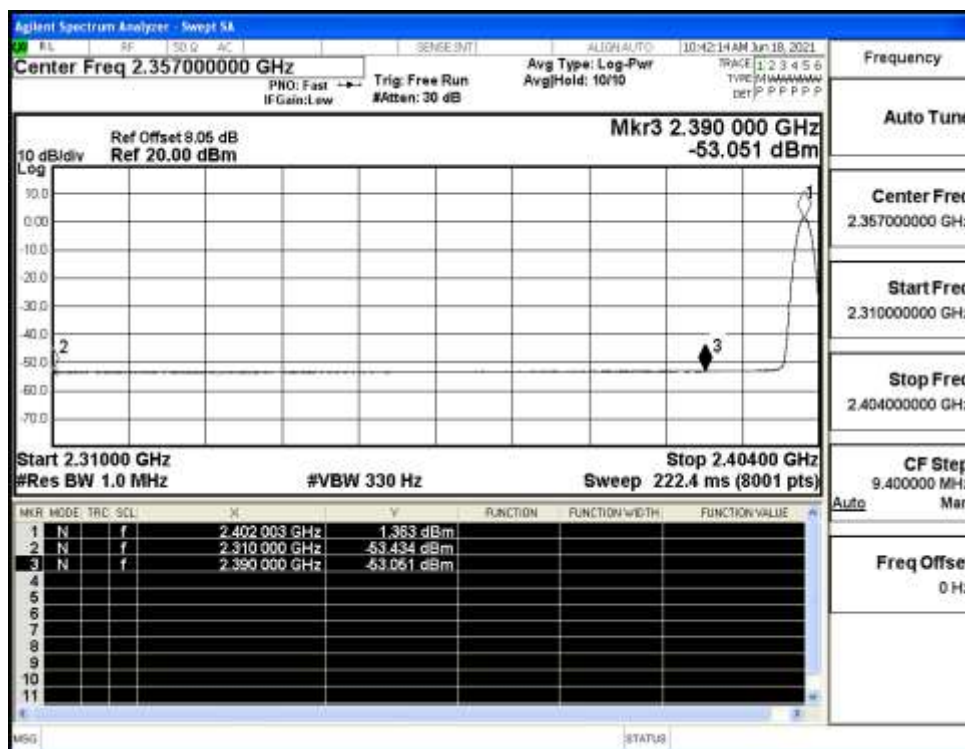 Agilent Spectrum Analyzer - Swept SA
RL RF 50 Ω AC SENSE:INT ALIGN AUTO 10:42:14 AM Jun 18, 2021
Center Freq 2.357000000 GHz
PNO: Fast
IFGain:Low
Trig: Free Run
#Atten: 30 dB
Avg Type: Log-Pwr
Avg|Hold: 10/10
TRACE 1 2 3 4 5 6
TYPE M WWWWW
DET P P P P P P
Ref Offset 8.05 dB
10 dB/div Ref 20.00 dBm
Log
Mkr3 2.390 000 GHz
-53.051 dBm
10.0
0.00
-10.0
-20.0
-30.0
-40.0
-50.0
-60.0
-70.0
1
2
3
Start 2.31000 GHz Stop 2.40400 GHz
#Res BW 1.0 MHz #VBW 330 Hz Sweep 222.4 ms (8001 pts)
MKR MODE TRC SCL X Y FUNCTION FUNCTION WIDTH FUNCTION VALUE
1 N f 2.402 003 GHz 1.363 dBm
2 N f 2.310 000 GHz -53.434 dBm
3 N f 2.390 000 GHz -53.051 dBm
4
5
6
7
8
9
10
11
MSG STATUS
Frequency
Auto Tune
Center Freq
2.357000000 GHz
Start Freq
2.310000000 GHz
Stop Freq
2.404000000 GHz
CF Step
9.400000 MHz
Auto Man
Freq Offset
0 Hz